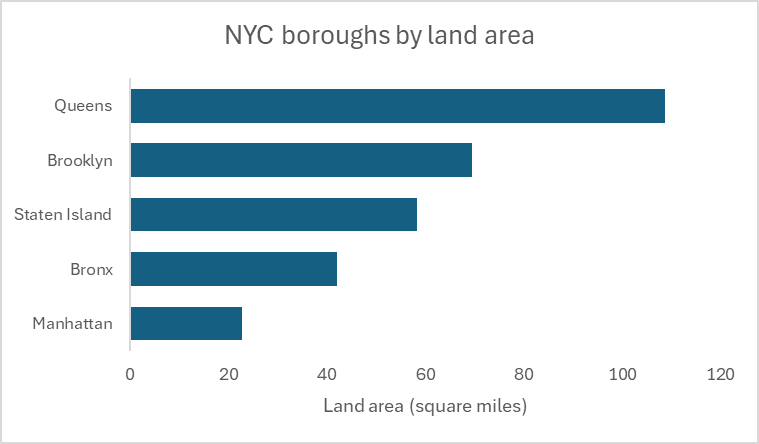 NYC boroughs by land area
Queens
Brooklyn
Staten Island
Bronx
Manhattan
0 20 40 60 80 100 120
Land area (square miles)